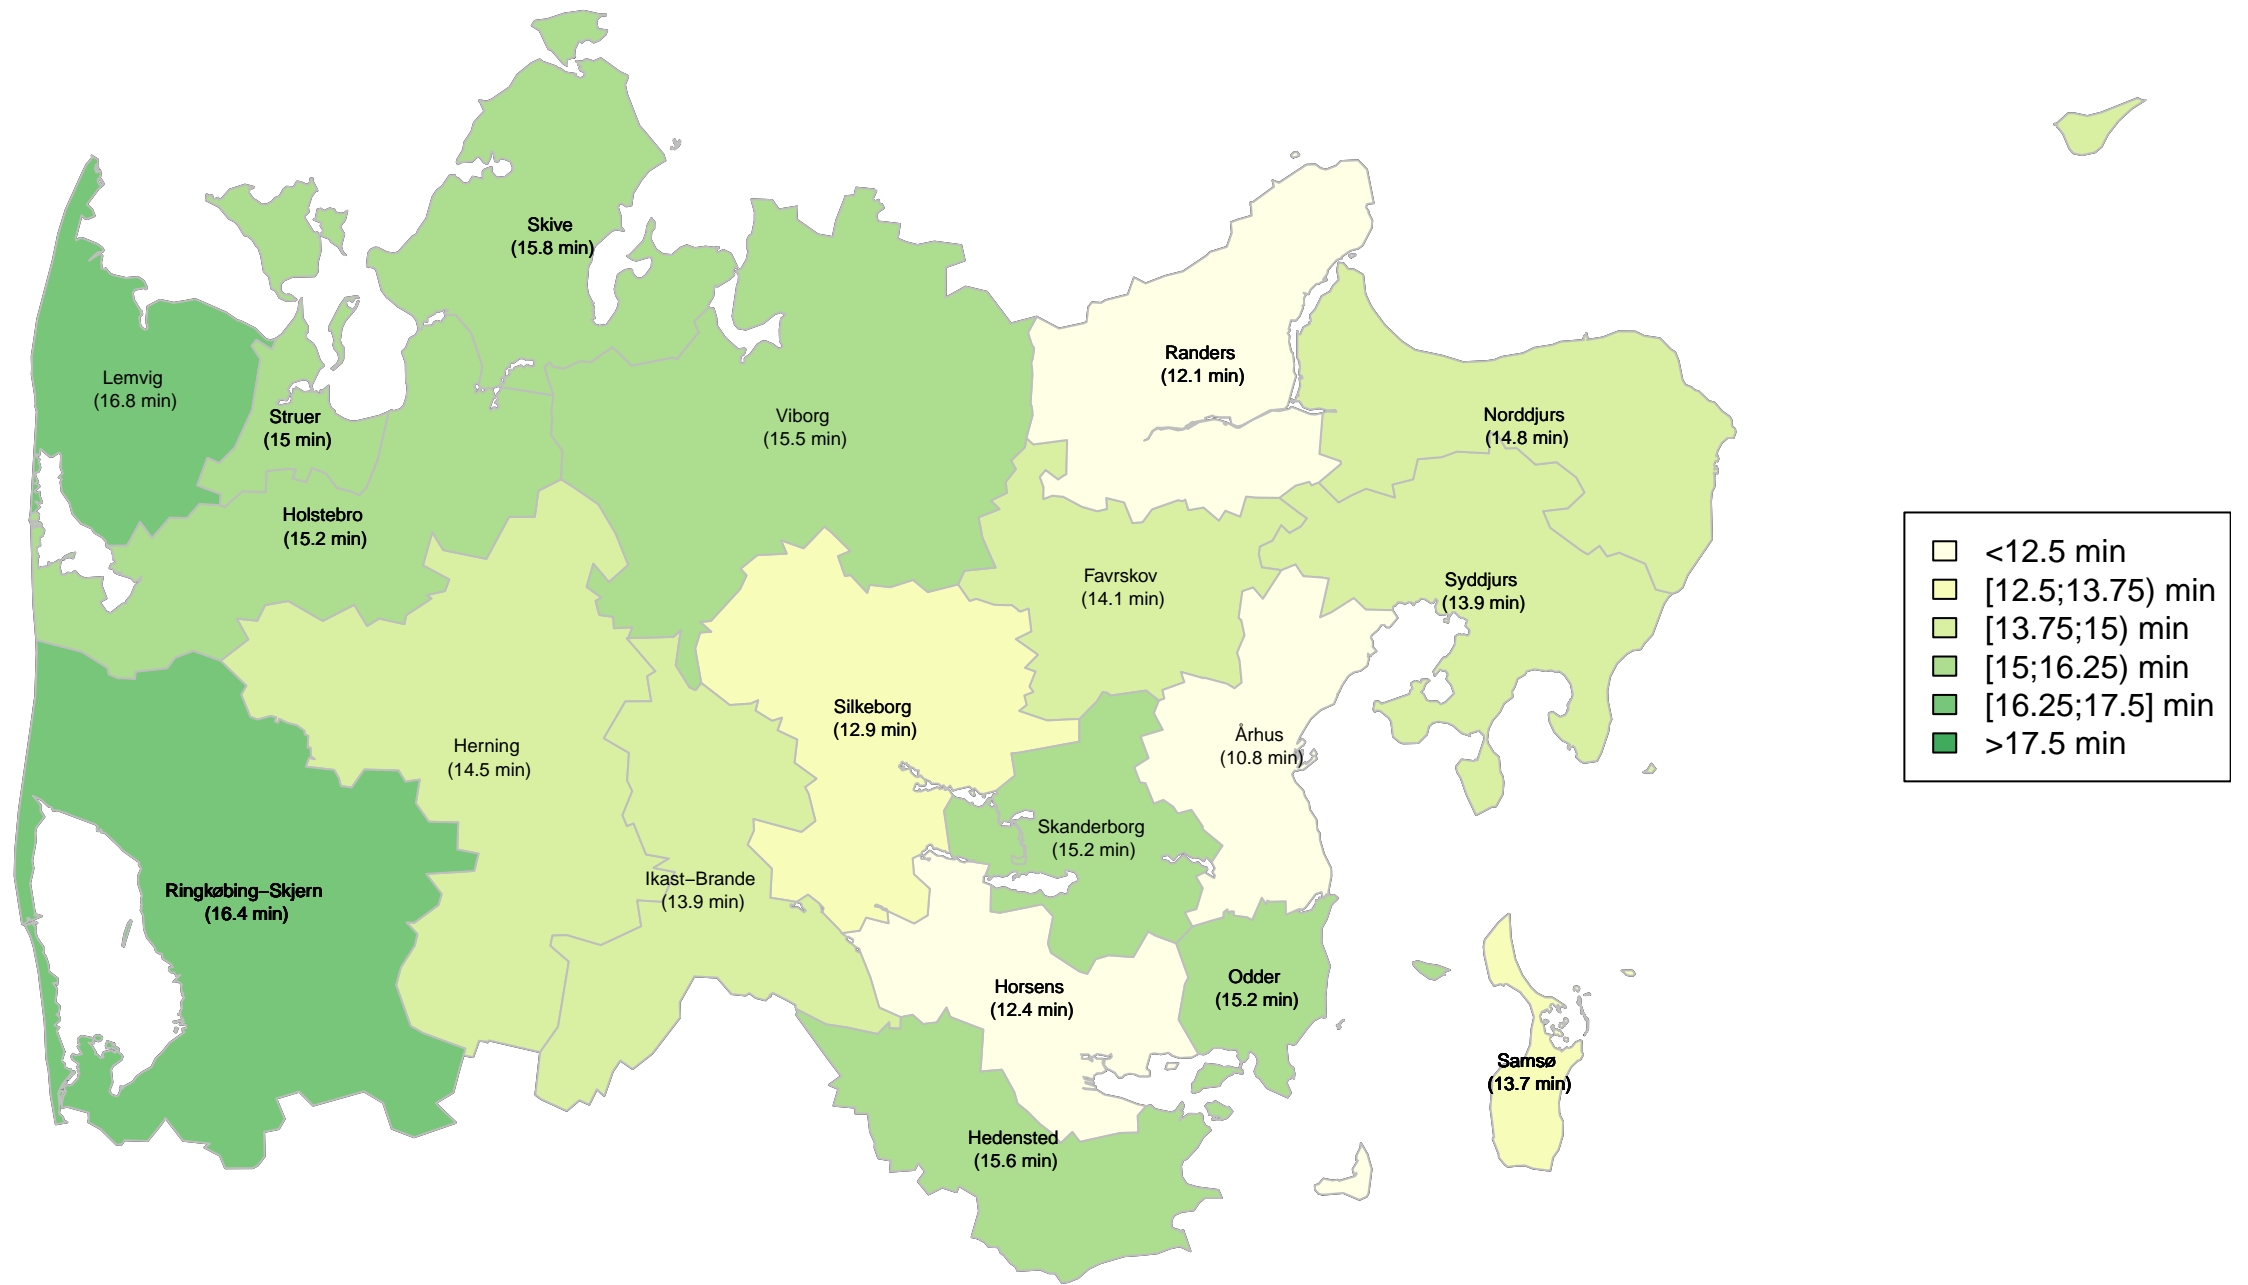 Skive
(15.8 min)
Lemvig
(16.8 min)
Struer
(15 min)
Viborg
(15.5 min)
Randers
(12.1 min)
Norddjurs
(14.8 min)
Holstebro
(15.2 min)
Favrskov
(14.1 min)
Syddjurs
(13.9 min)
Silkeborg
(12.9 min)
Herning
(14.5 min)
Århus
(10.8 min)
Skanderborg
(15.2 min)
Ikast–Brande
(13.9 min)
Ringkøbing–Skjern
(16.4 min)
Horsens
(12.4 min)
Odder
(15.2 min)
Samsø
(13.7 min)
Hedensted
(15.6 min)
<12.5 min
[12.5;13.75) min
[13.75;15) min
[15;16.25) min
[16.25;17.5] min
>17.5 min